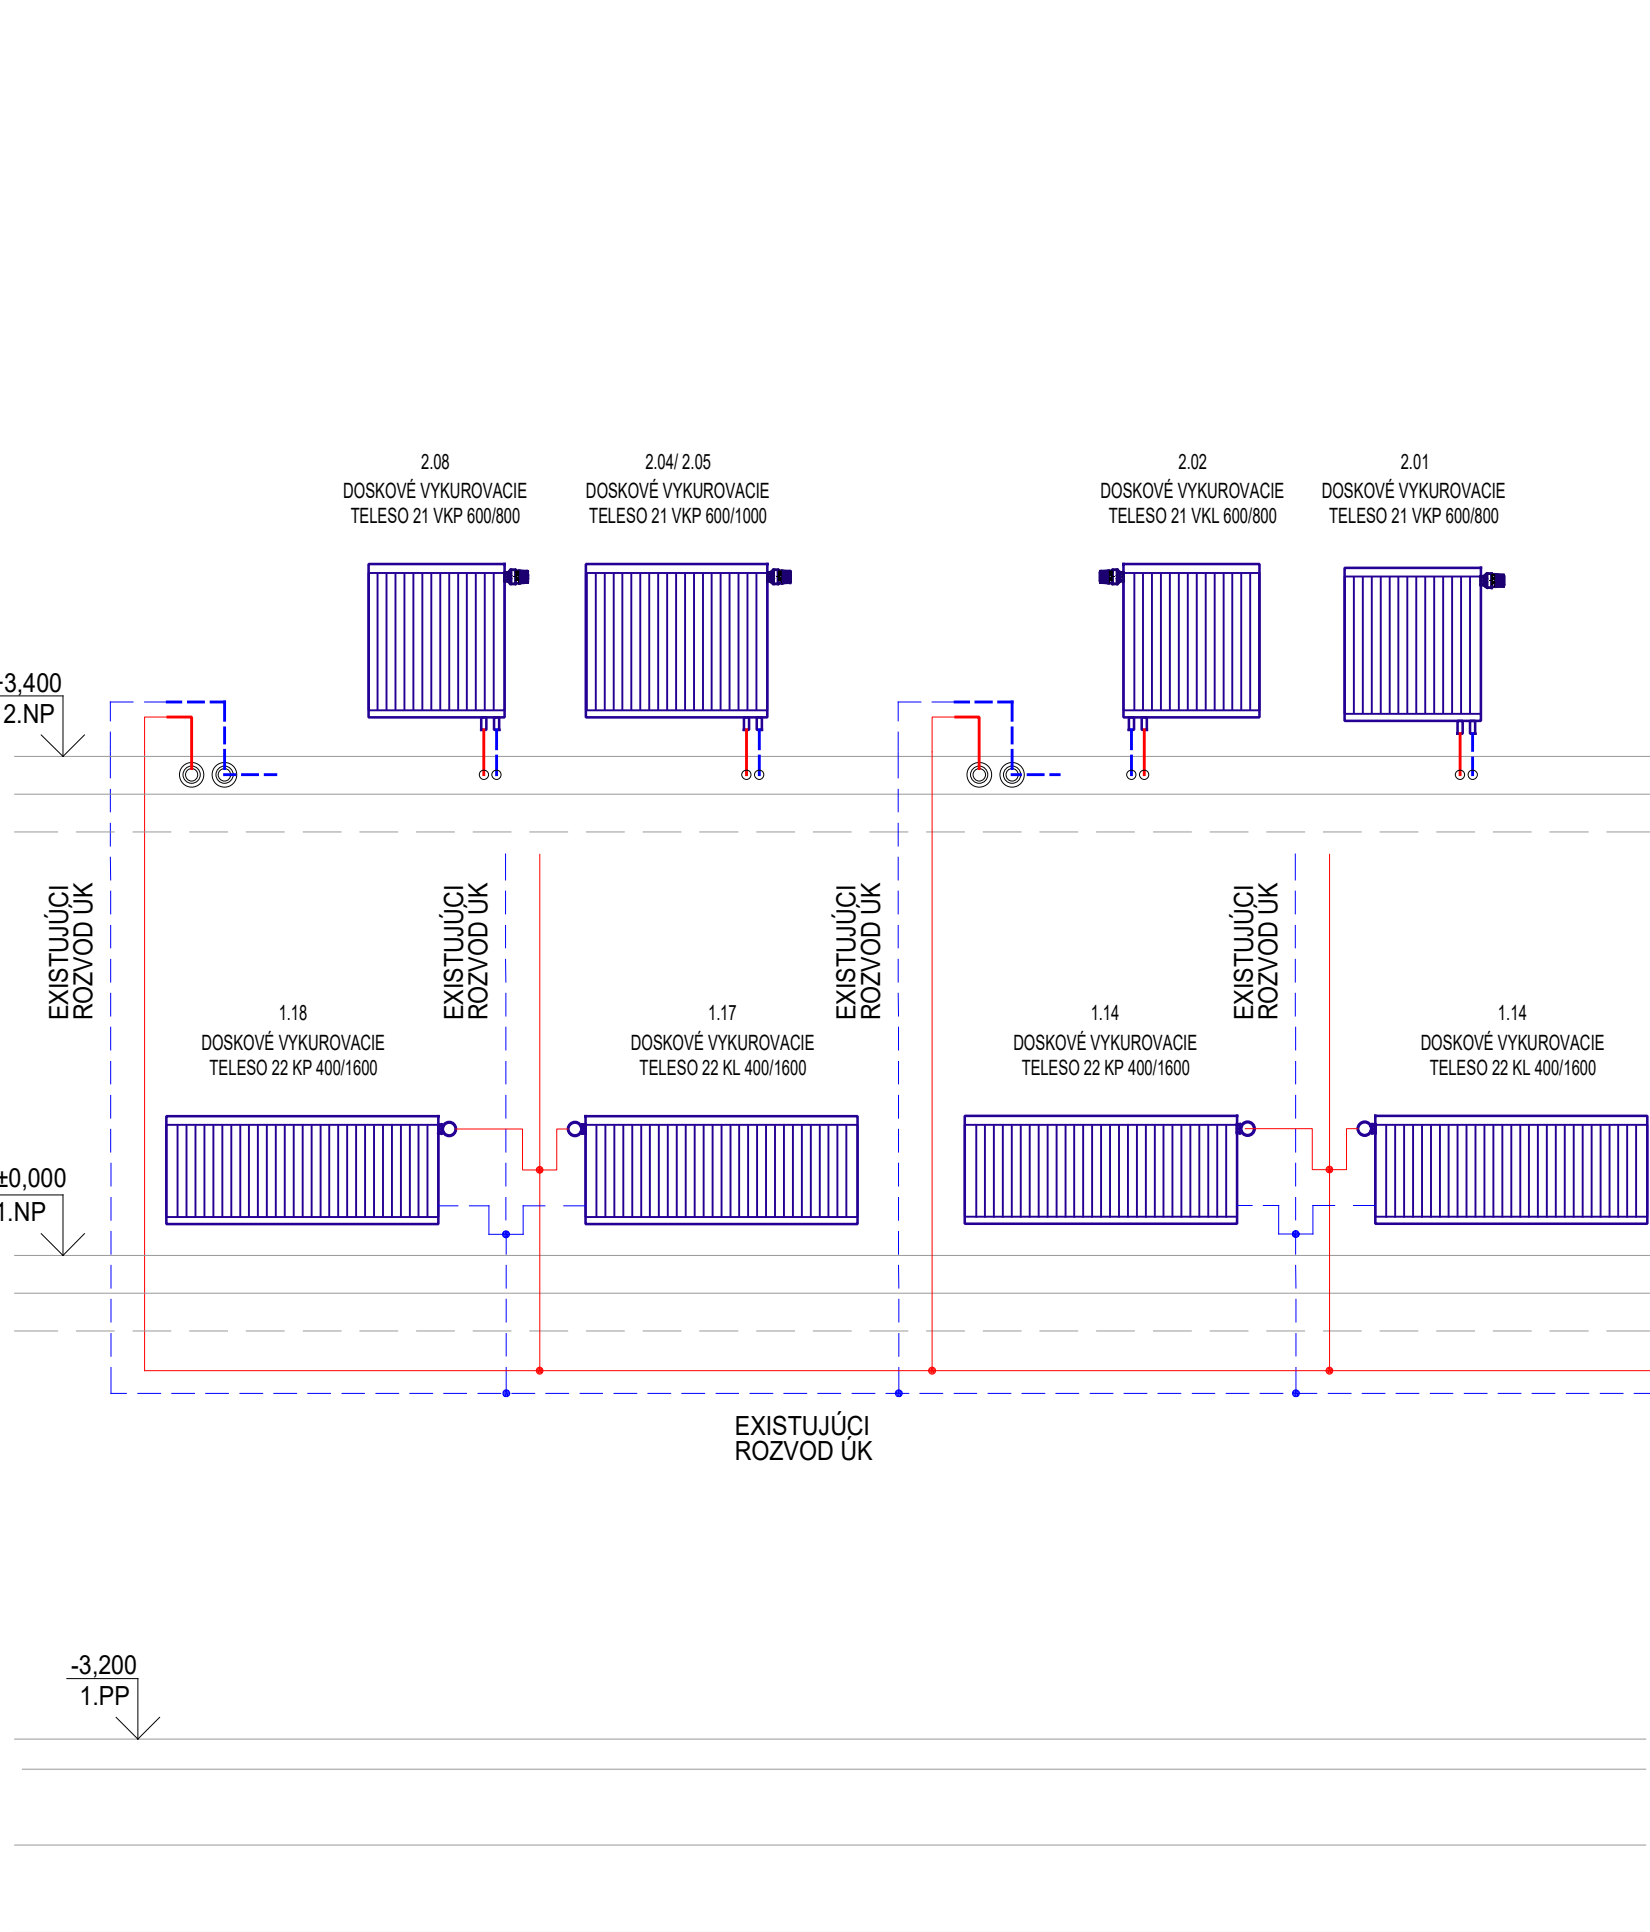 2.08
DOSKOVÉ VYKUROVACIE
TELESO 21 VKP 600/800
2.04/ 2.05
DOSKOVÉ VYKUROVACIE
TELESO 21 VKP 600/1000
2.02
DOSKOVÉ VYKUROVACIE
TELESO 21 VKL 600/800
2.01
DOSKOVÉ VYKUROVACIE
TELESO 21 VKP 600/800
+3,400
2.NP
EXISTUJÚCI
ROZVOD ÚK
EXISTUJÚCI
ROZVOD ÚK
EXISTUJÚCI
ROZVOD ÚK
EXISTUJÚCI
ROZVOD ÚK
1.18
DOSKOVÉ VYKUROVACIE
TELESO 22 KP 400/1600
1.17
DOSKOVÉ VYKUROVACIE
TELESO 22 KL 400/1600
1.14
DOSKOVÉ VYKUROVACIE
TELESO 22 KP 400/1600
1.14
DOSKOVÉ VYKUROVACIE
TELESO 22 KL 400/1600
±0,000
1.NP
EXISTUJÚCI
ROZVOD ÚK
-3,200
1.PP